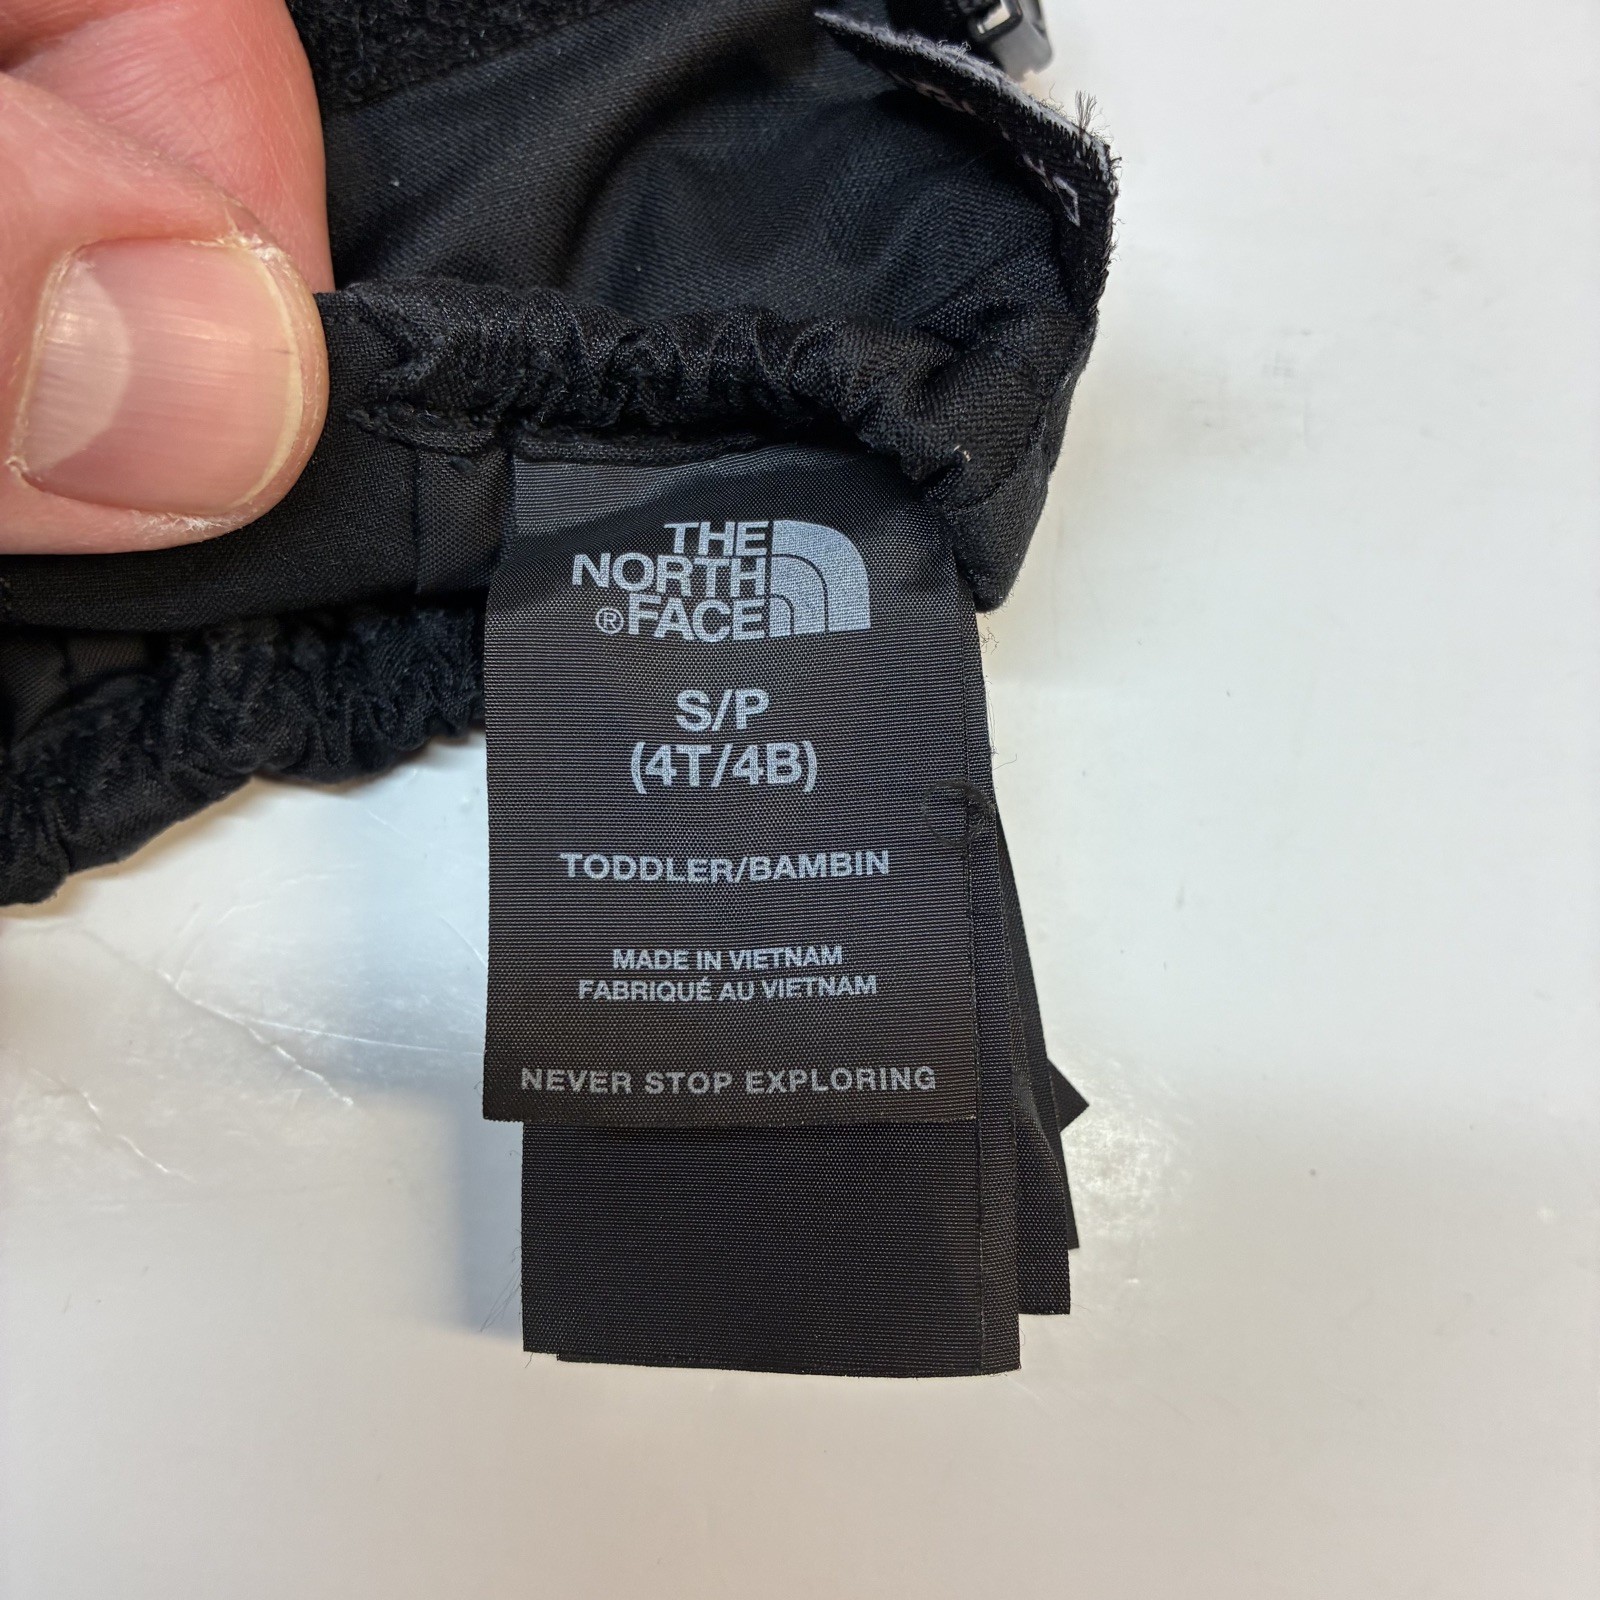 THE
NORTH
®FACE
S/P
(4T/4B)
TODDLER/BAMBIN
MADE IN VIETNAM
FABRIQUÉ AU VIETNAM
NEVER STOP EXPLORING